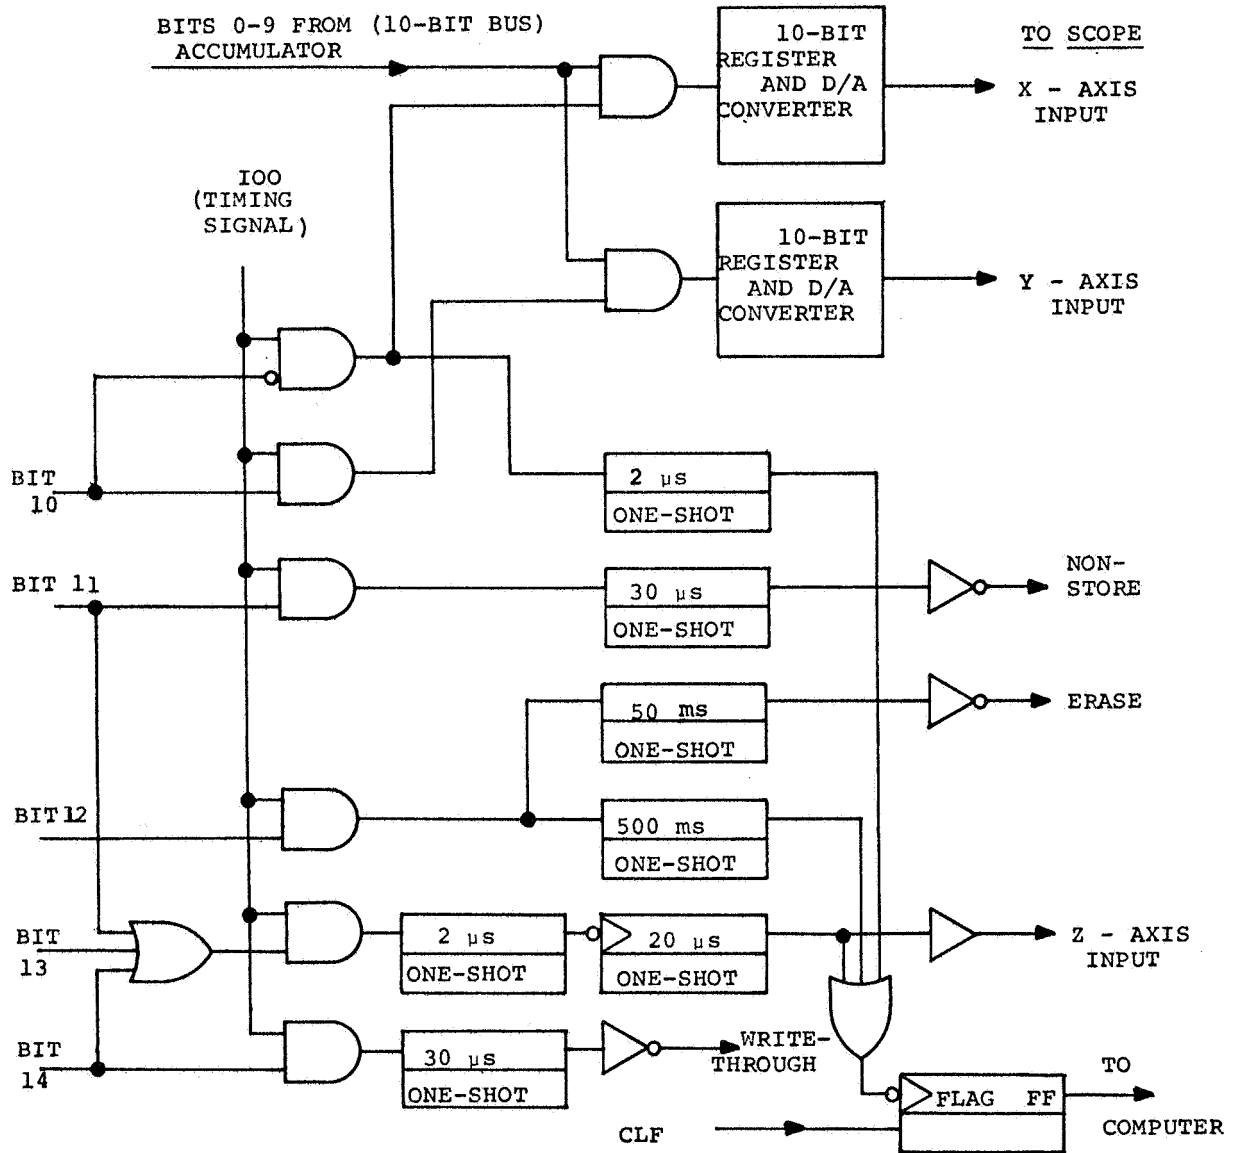 BITS 0-9 FROM (10-BIT BUS)
ACCUMULATOR
10-BIT
REGISTER
AND D/A
CONVERTER
TO SCOPE
X - AXIS
INPUT
IOO
(TIMING
SIGNAL)
10-BIT
REGISTER
AND D/A
CONVERTER
Y - AXIS
INPUT
BIT
10
2 µs
ONE-SHOT
BIT 11
30 µs
ONE-SHOT
NON-
STORE
50 ms
ONE-SHOT
ERASE
BIT 12
500 ms
ONE-SHOT
BIT
13
2 µs
ONE-SHOT
20 µs
ONE-SHOT
Z - AXIS
INPUT
BIT
14
30 µs
ONE-SHOT
WRITE-
THROUGH
FLAG FF
TO
COMPUTER
CLF